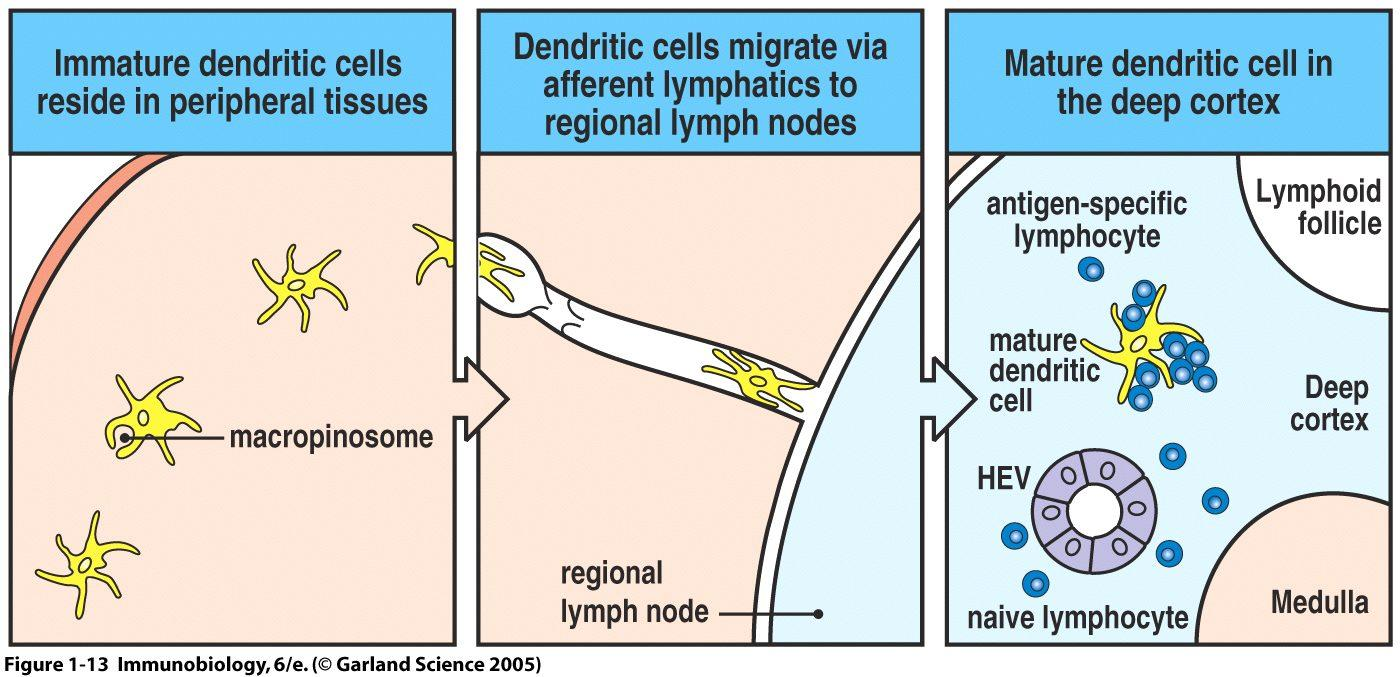 Immature dendritic cells
reside in peripheral tissues
macropinosome
Dendritic cells migrate via
afferent lymphatics to
regional lymph nodes
regional
lymph node
Mature dendritic cell in
the deep cortex
antigen-specific
lymphocyte
Lymphoid
follicle
mature
dendritic
cell
Deep
cortex
HEV
naive lymphocyte
Medulla
Figure 1-13 Immunobiology, 6/e. (© Garland Science 2005)